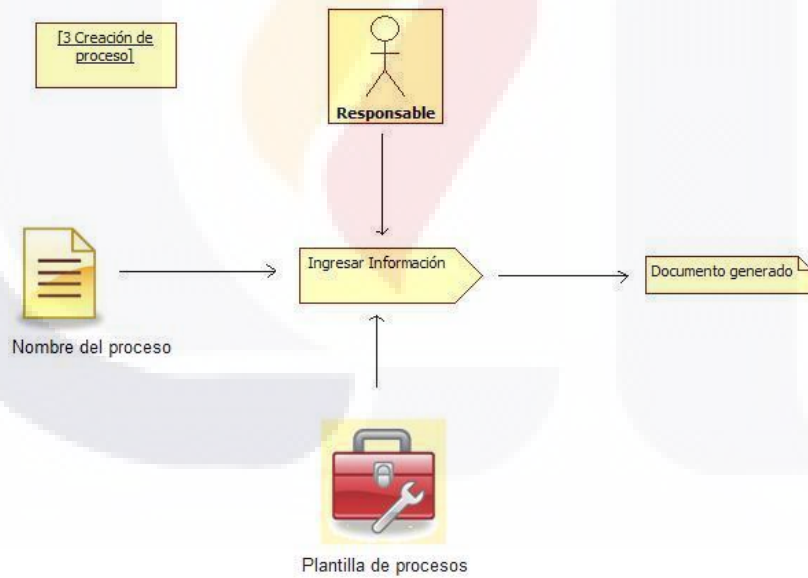 [3 Creación de
proceso]
Responsable
Ingresar Información
Documento generado
Nombre del proceso
Plantilla de procesos